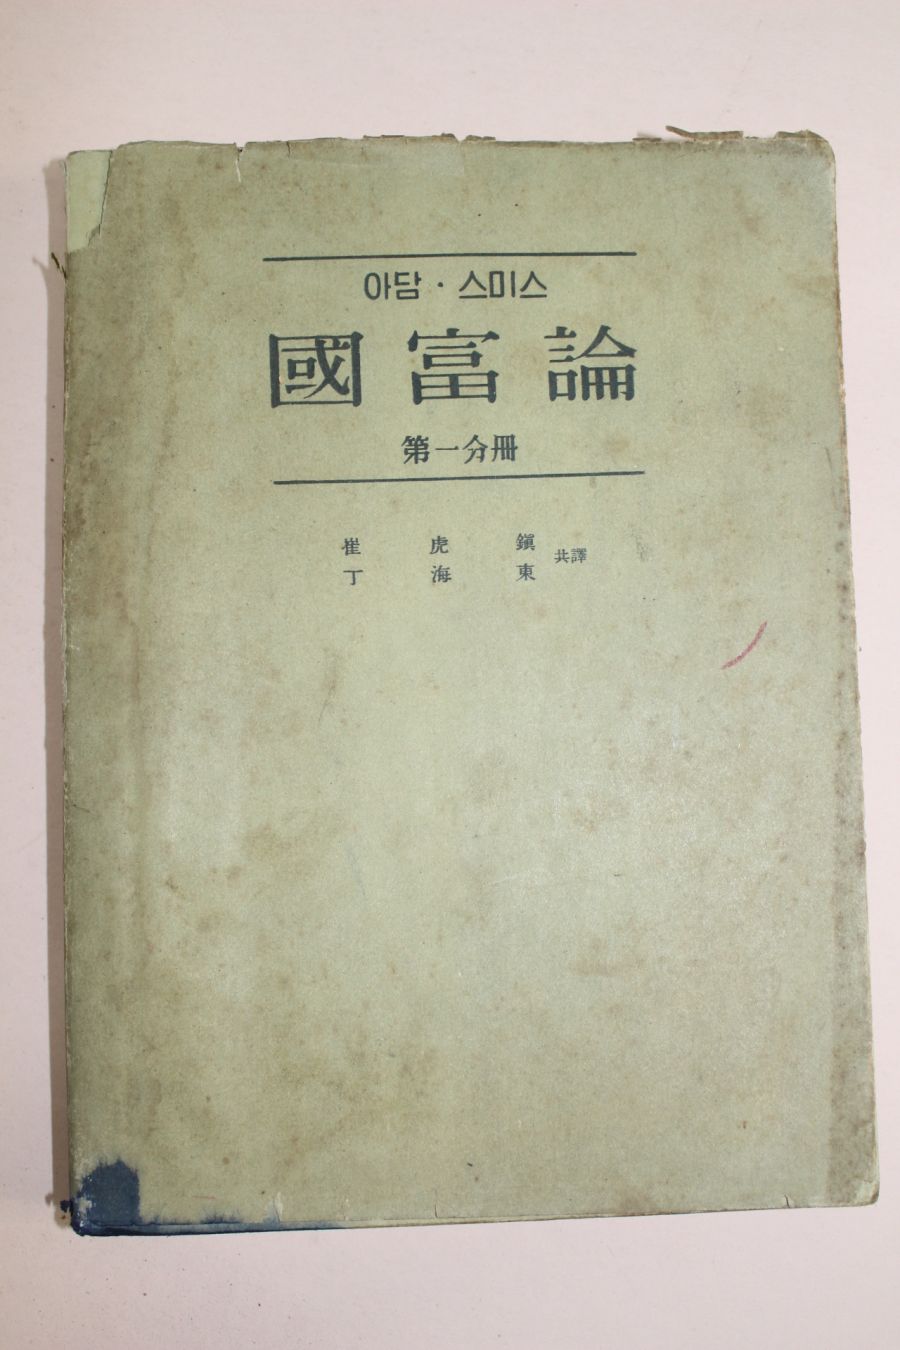 아담 · 스미스
國富論
第一分冊
崔虎鎭
丁海東 共譯